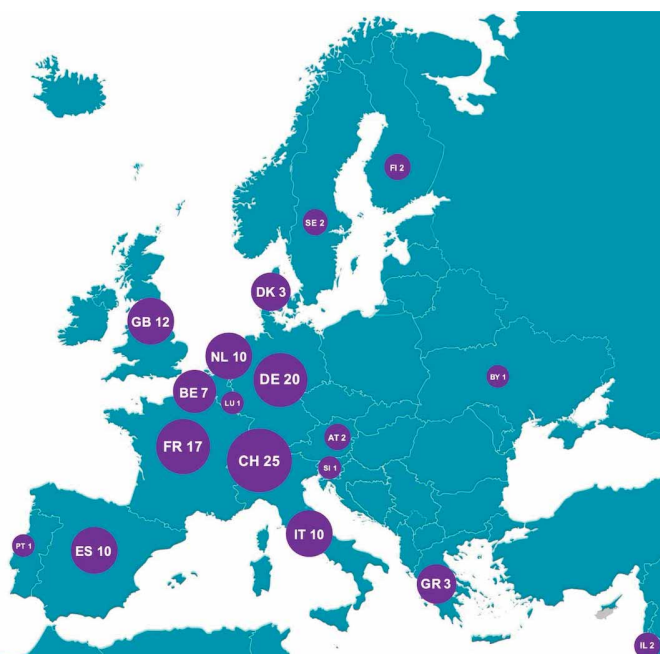 FI 2
SE 2
DK 3
GB 12
NL 10
DE 20
BY 1
BE 7
LU 1
AT 2
FR 17
CH 25
SI 1
IT 10
PT 1
ES 10
GR 3
IL 2